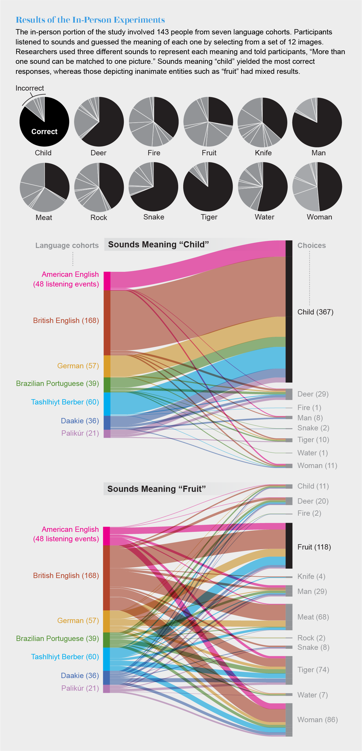 Results of the In-Person Experiments
The in-person portion of the study involved 143 people from seven language cohorts. Participants
listened to sounds and guessed the meaning of each one by selecting from a set of 12 images.
Researchers used three different sounds to represent each meaning and told participants, “More than
one sound can be matched to one picture.” Sounds meaning “child” yielded the most correct
responses, whereas those depicting inanimate entities such as “fruit” had mixed results.
Incorrect
Correct
Child Deer Fire Fruit Knife Man
Meat Rock Snake Tiger Water Woman
Language cohorts Sounds Meaning “Child” Choices
American English
(48 listening events)
British English (168)
German (57)
Brazilian Portuguese (39)
Tashlhiyt Berber (60)
Daakie (36)
Palikúr (21)
Child (367)
Deer (29)
Fire (1)
Man (8)
Snake (2)
Tiger (10)
Water (1)
Woman (11)
Sounds Meaning “Fruit”
American English
(48 listening events)
British English (168)
German (57)
Brazilian Portuguese (39)
Tashlhiyt Berber (60)
Daakie (36)
Palikúr (21)
Child (11)
Deer (20)
Fire (2)
Fruit (118)
Knife (4)
Man (29)
Meat (68)
Rock (2)
Snake (8)
Tiger (74)
Water (7)
Woman (86)